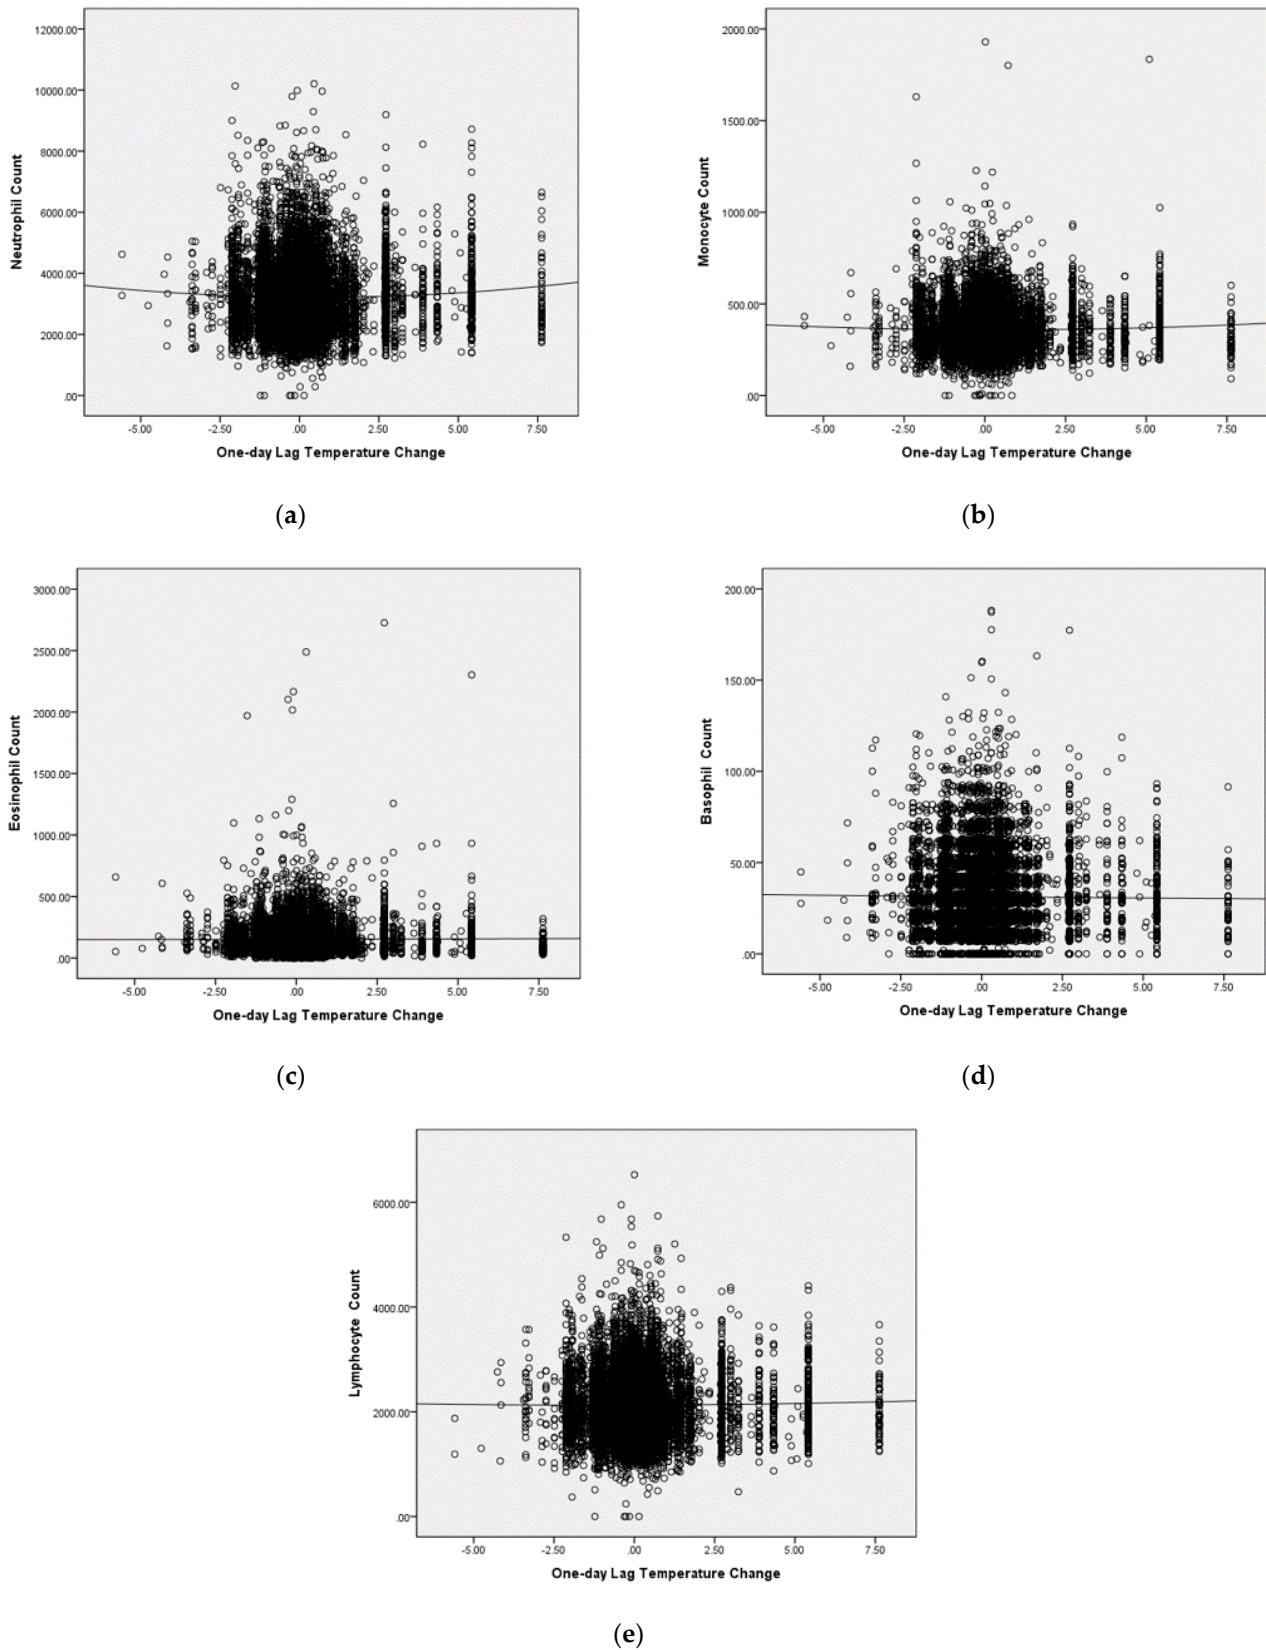 12000.00
10000.00
8000.00
6000.00
4000.00
2000.00
.00
Neutrophil Count
-5.00 -2.50 .00 2.50 5.00 7.50
One-day Lag Temperature Change
(a)
2000.00
1500.00
1000.00
500.00
.00
Monocyte Count
-5.00 -2.50 .00 2.50 5.00 7.50
One-day Lag Temperature Change
(b)
3000.00
2500.00
2000.00
1500.00
1000.00
500.00
.00
Eosinophil Count
-5.00 -2.50 .00 2.50 5.00 7.50
One-day Lag Temperature Change
(c)
200.00
150.00
100.00
50.00
.00
Basophil Count
-5.00 -2.50 .00 2.50 5.00 7.50
One-day Lag Temperature Change
(d)
6000.00
4000.00
2000.00
.00
Lymphocyte Count
-5.00 -2.50 .00 2.50 5.00 7.50
One-day Lag Temperature Change
(e)